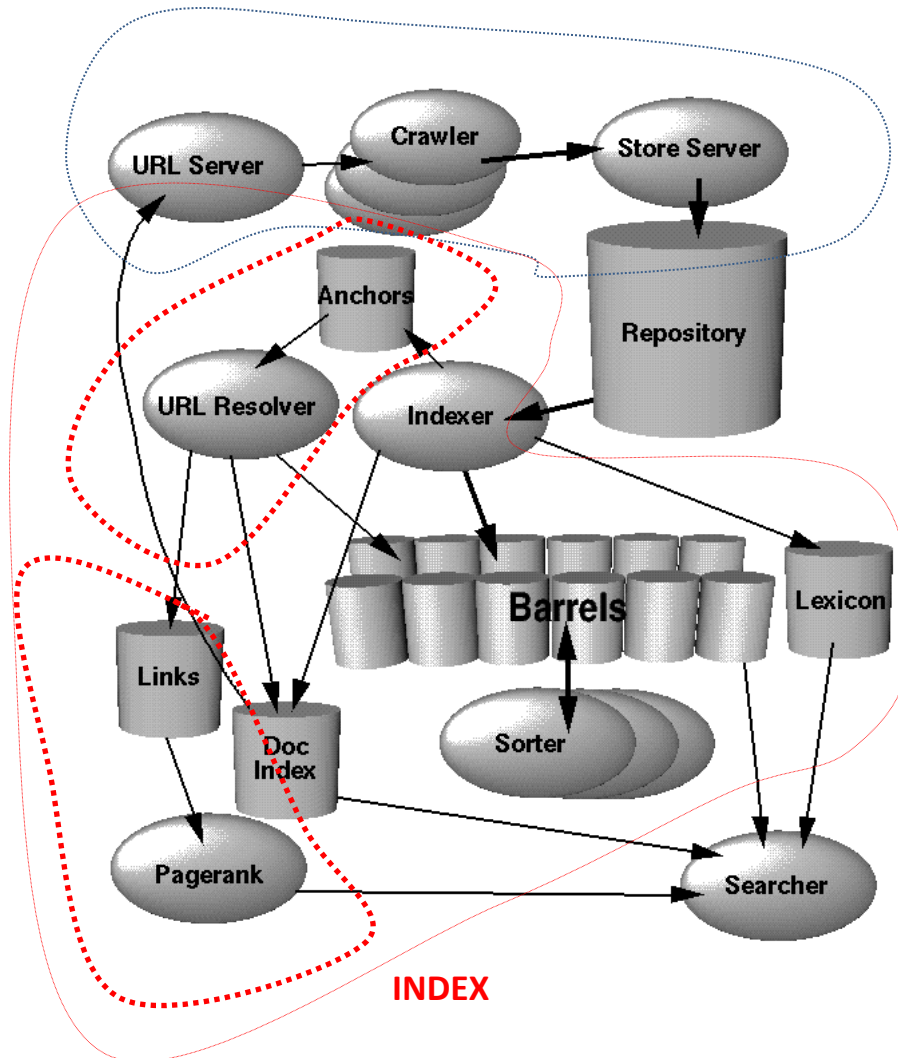 Crawler
URL Server
Store Server
Anchors
Repository
URL Resolver
Indexer
Barrels
Lexicon
Links
Sorter
Doc
Index
Pagerank
Searcher
INDEX